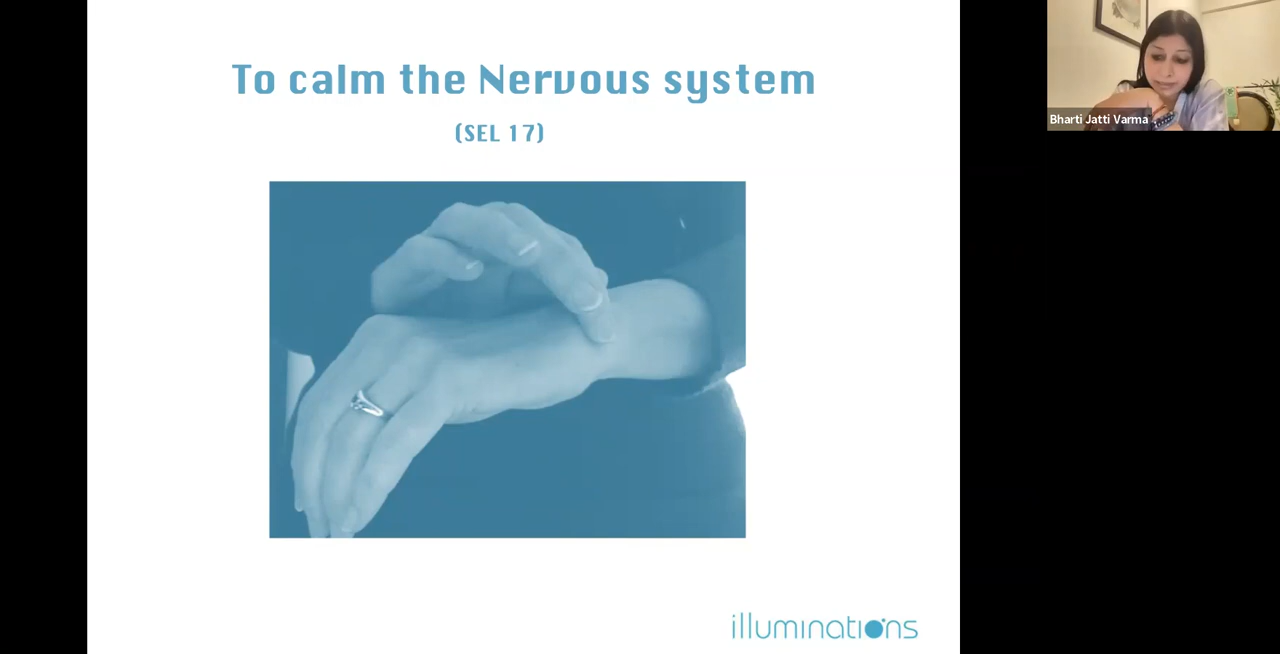 To calm the Nervous system
(SEL 17)
Bharti Jatti Varma
illuminations